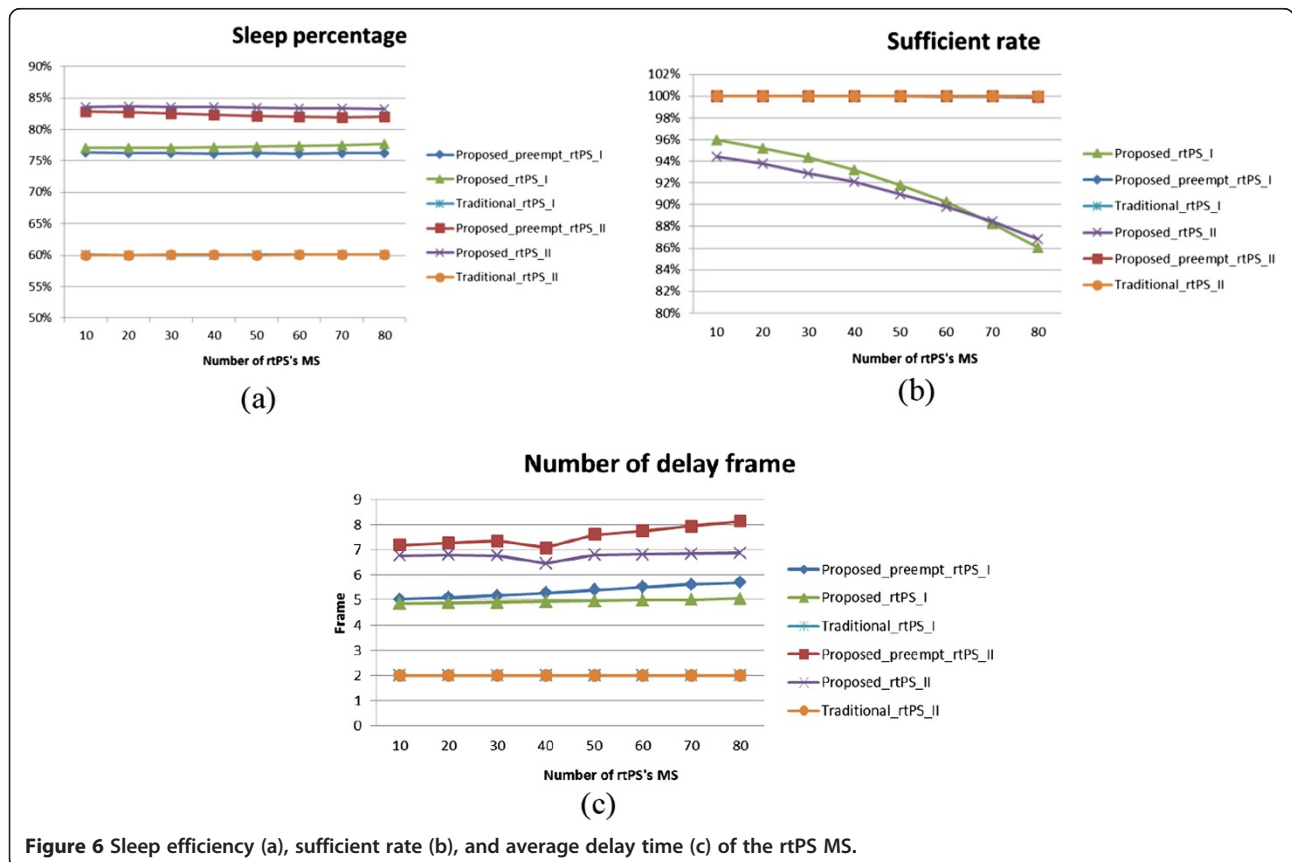 Sleep percentage
90%
85%
80%
75%
70%
65%
60%
55%
50%
10 20 30 40 50 60 70 80
Number of rtPS's MS
Proposed_preempt_rtPS_I
Proposed_rtPS_I
Traditional_rtPS_I
Proposed_preempt_rtPS_II
Proposed_rtPS_II
Traditional_rtPS_II
(a)
Sufficient rate
102%
100%
98%
96%
94%
92%
90%
88%
86%
84%
82%
80%
10 20 30 40 50 60 70 80
Number of rtPS's MS
Proposed_rtPS_I
Proposed_preempt_rtPS_I
Traditional_rtPS_I
Proposed_rtPS_II
Proposed_preempt_rtPS_II
Traditional_rtPS_II
(b)
Number of delay frame
Frame
9
8
7
6
5
4
3
2
1
0
10 20 30 40 50 60 70 80
Number of rtPS's MS
Proposed_preempt_rtPS_I
Proposed_rtPS_I
Traditional_rtPS_I
Proposed_preempt_rtPS_II
Proposed_rtPS_II
Traditional_rtPS_II
(c)
Figure 6 Sleep efficiency (a), sufficient rate (b), and average delay time (c) of the rtPS MS.